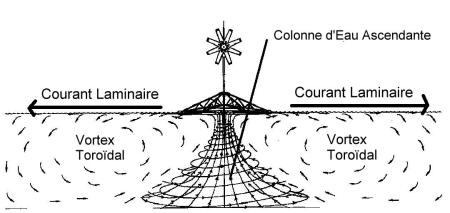 Colonne d'Eau Ascendante
Courant Laminaire
Courant Laminaire
Vortex
Toroïdal
Vortex
Toroïdal